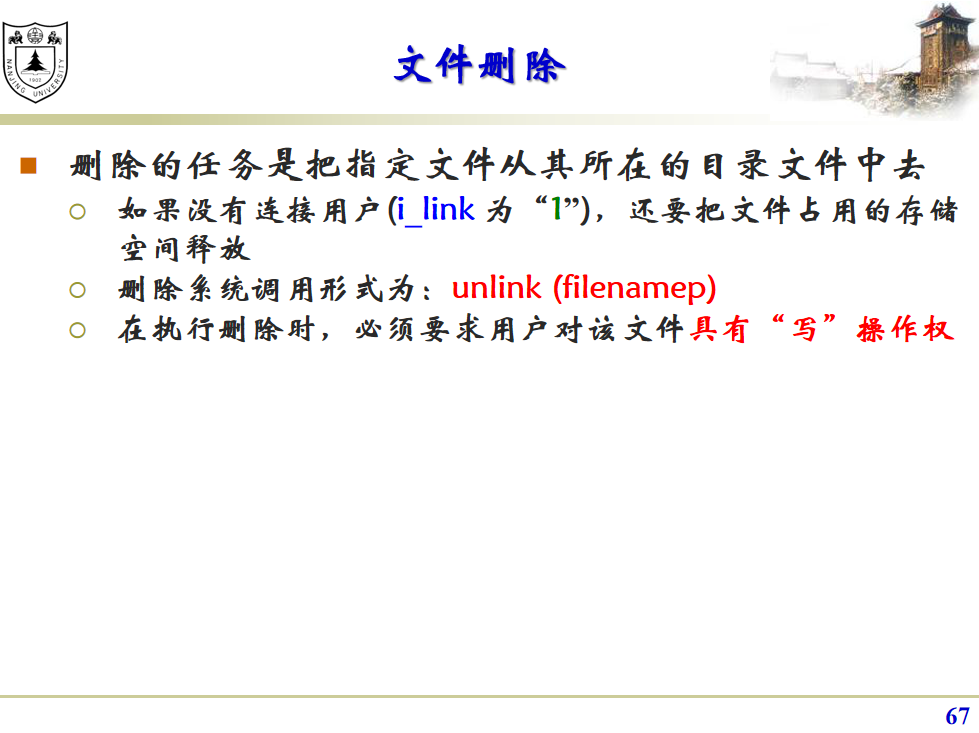 NANJING UNIVERSITY
1902
文件删除
删除的任务是把指定文件从其所在的目录文件中去
如果没有连接用户(i_link 为“1”)，还要把文件占用的存储
空间释放
删除系统调用形式为：unlink (filenamep)
在执行删除时，必须要求用户对该文件具有“写”操作权
67